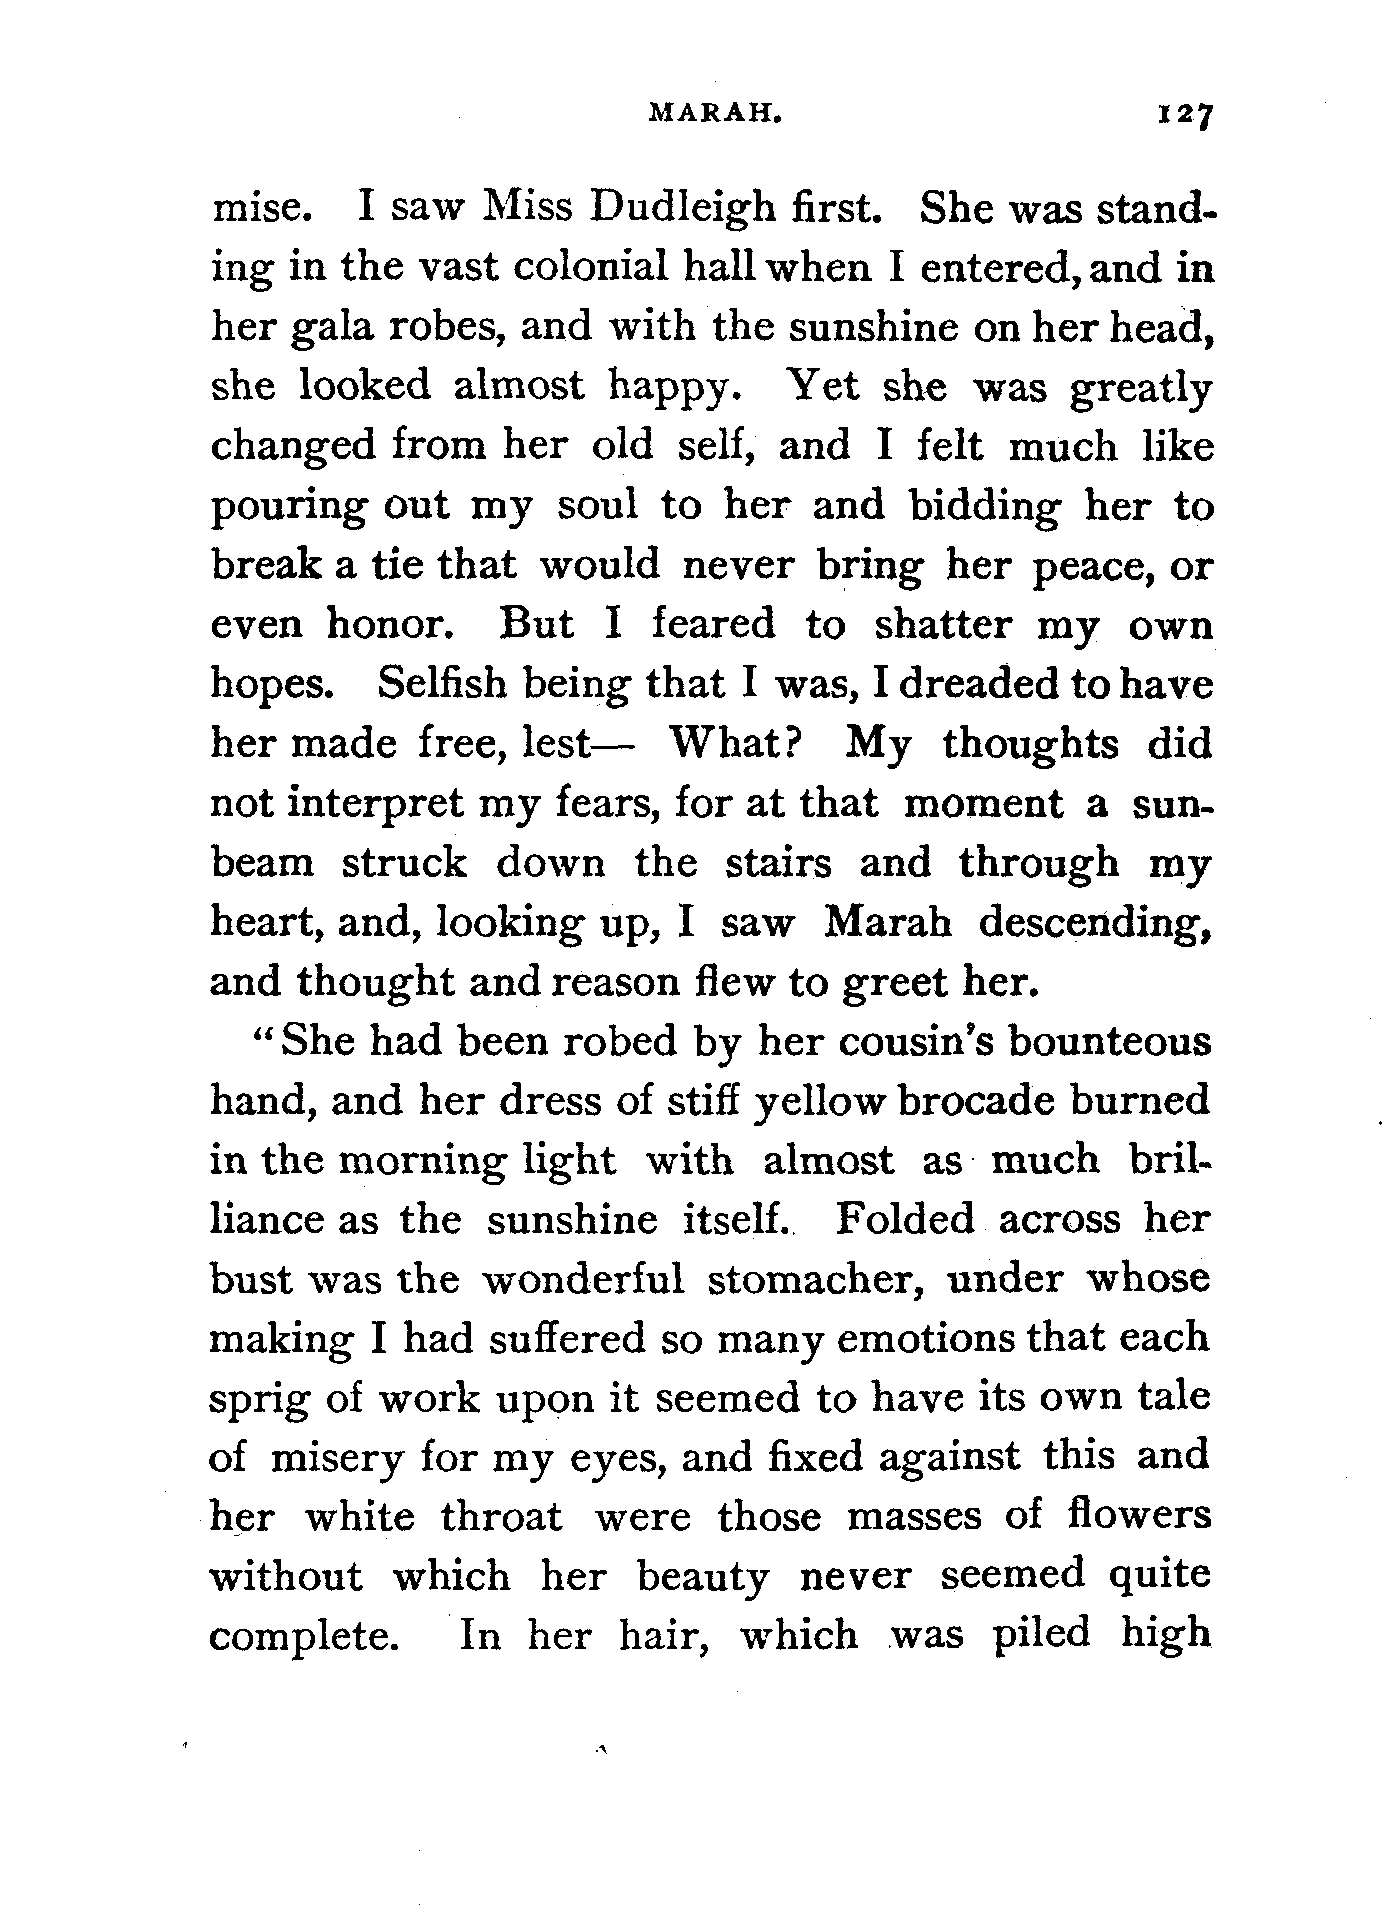 MARAH. 127
mise. I saw Miss Dudleigh first. She was stand-
ing in the vast colonial hall when I entered, and in
her gala robes, and with the sunshine on her head,
she looked almost happy. Yet she was greatly
changed from her old self, and I felt much like
pouring out my soul to her and bidding her to
break a tie that would never bring her peace, or
even honor. But I feared to shatter my own
hopes. Selfish being that I was, I dreaded to have
her made free, lest— What? My thoughts did
not interpret my fears, for at that moment a sun-
beam struck down the stairs and through my
heart, and, looking up, I saw Marah descending,
and thought and reason flew to greet her.
“She had been robed by her cousin's bounteous
hand, and her dress of stiff yellow brocade burned
in the morning light with almost as much bril-
liance as the sunshine itself. Folded across her
bust was the wonderful stomacher, under whose
making I had suffered so many emotions that each
sprig of work upon it seemed to have its own tale
of misery for my eyes, and fixed against this and
her white throat were those masses of flowers
without which her beauty never seemed quite
complete. In her hair, which was piled high